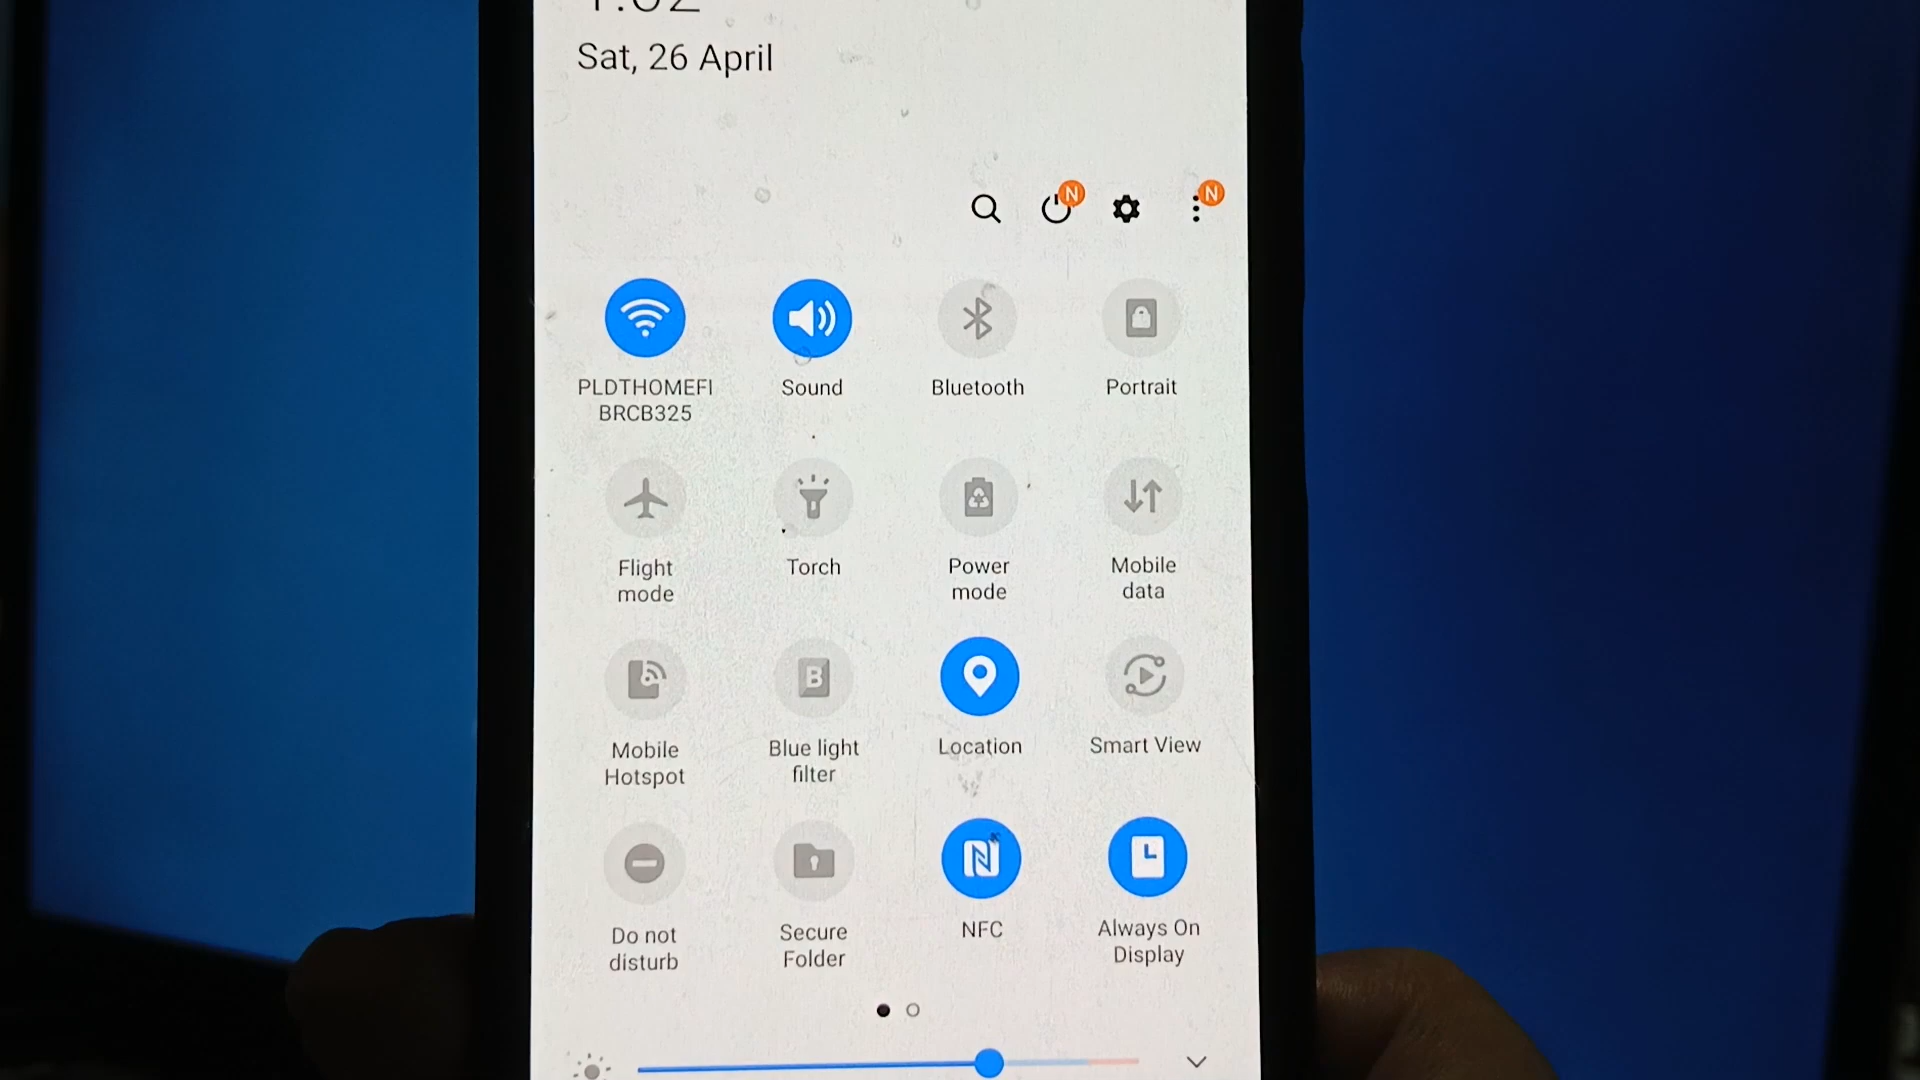 Sat, 26 April
N
N
PLDTHOMEFI
BRCB325
Sound
Bluetooth
Portrait
Flight
mode
Torch
Power
mode
Mobile
data
Mobile
Hotspot
B
Blue light
filter
Location
Smart View
Do not
disturb
Secure
Folder
NFC
Always On
Display